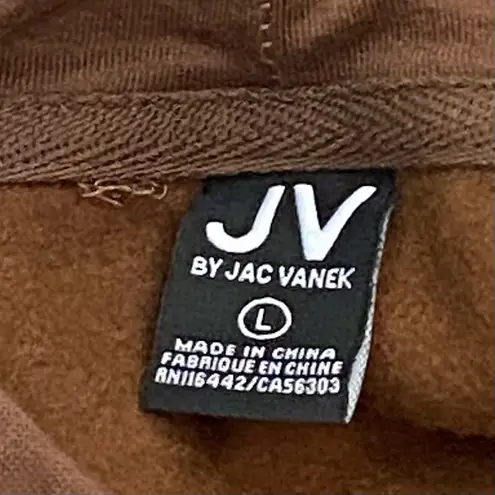 JV
BY JAC VANEK
L
MADE IN CHINA
FABRIQUE EN CHINE
RN116442/CA56303